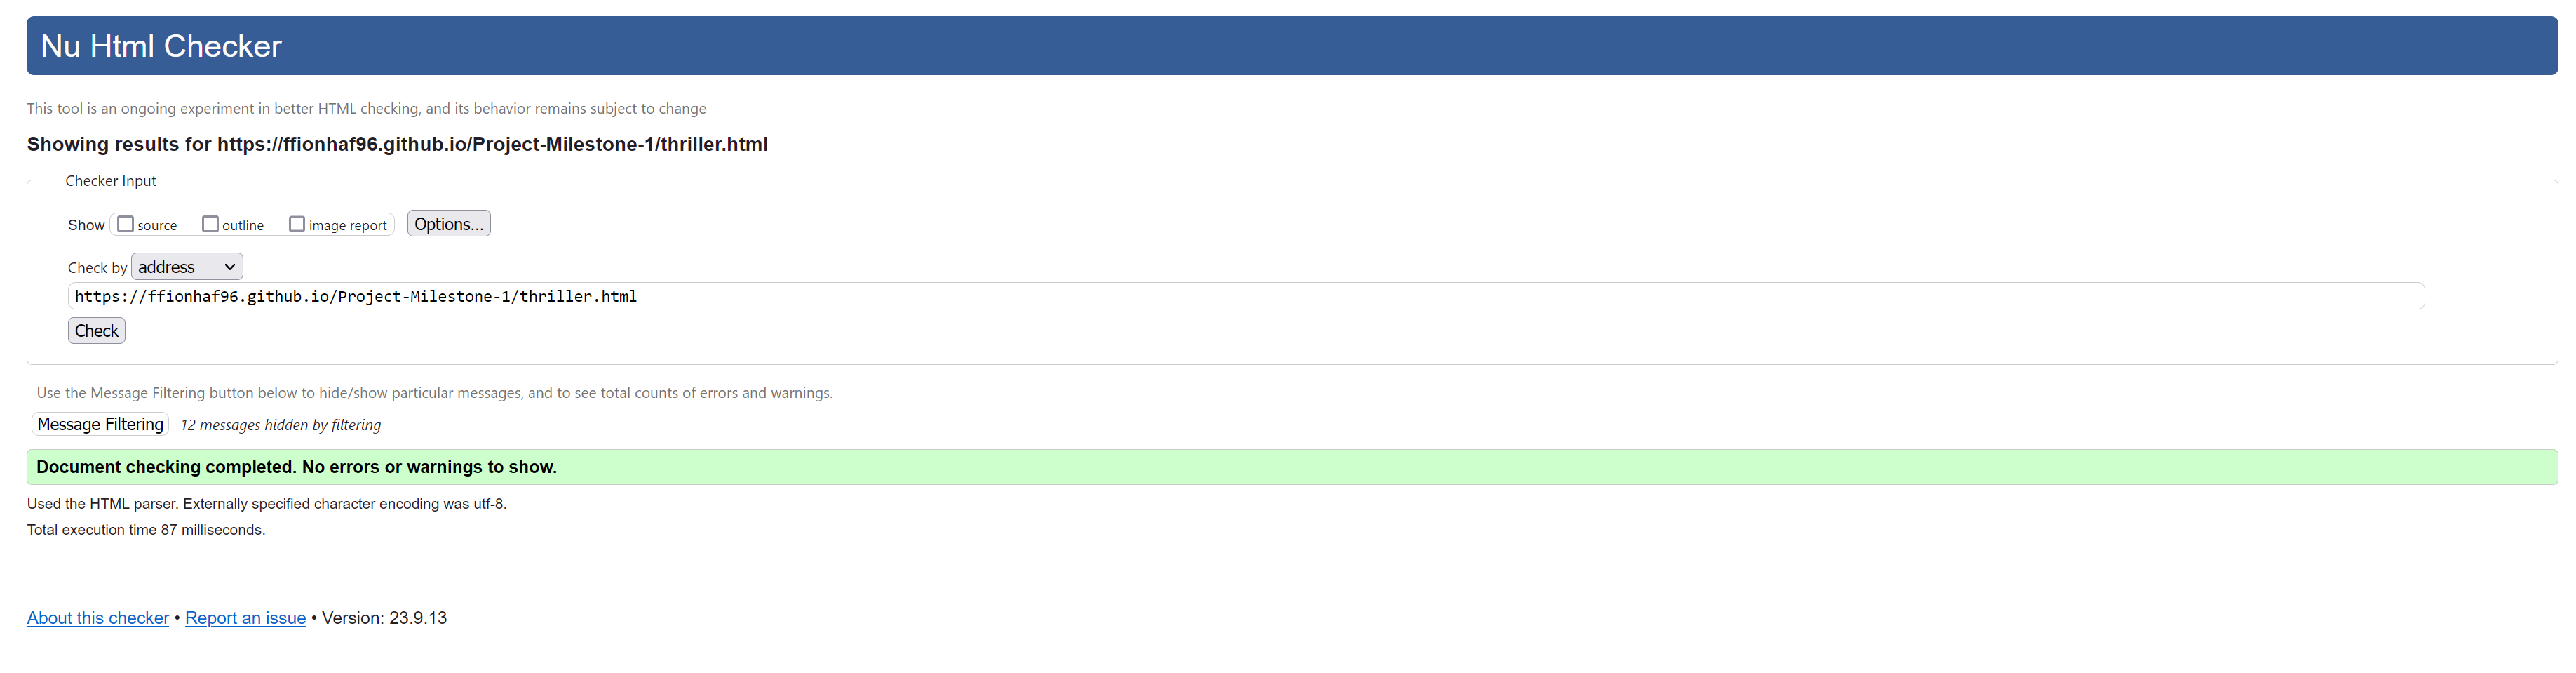 Nu Html Checker
This tool is an ongoing experiment in better HTML checking, and its behavior remains subject to change
Showing results for https://ffionhaf96.github.io/Project-Milestone-1/thriller.html
Checker Input
Show source outline image report Options...
Check by address
https://ffionhaf96.github.io/Project-Milestone-1/thriller.html
Check
Use the Message Filtering button below to hide/show particular messages, and to see total counts of errors and warnings.
Message Filtering 12 messages hidden by filtering
Document checking completed. No errors or warnings to show.
Used the HTML parser. Externally specified character encoding was utf-8.
Total execution time 87 milliseconds.
About this checker • Report an issue • Version: 23.9.13